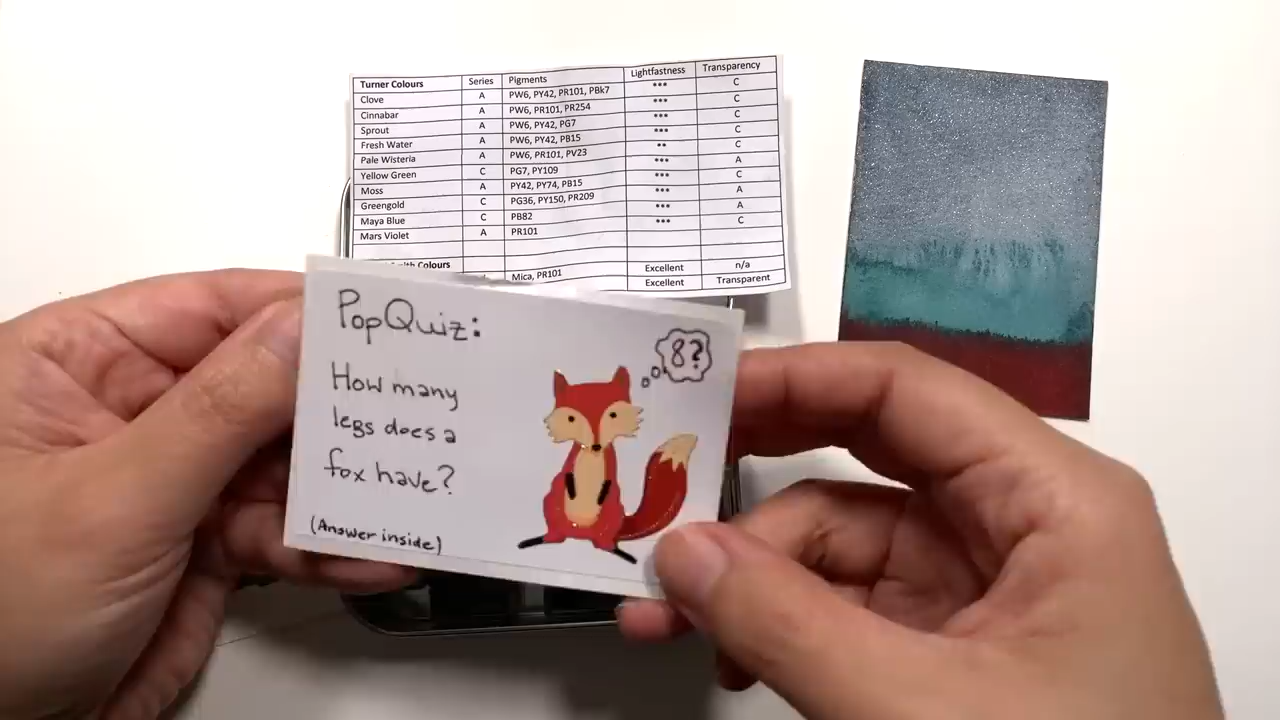 Turner Colours Series Pigments Lightfastness Transparency
Clove A PW6, PY42, PR101, PBk7 *** C
Cinnabar A PW6, PR101, PR254 *** C
Sprout A PW6, PY42, PG7 *** C
Fresh Water A PW6, PY42, PB15 *** C
Pale Wisteria A PW6, PR101, PV23 ** C
Yellow Green C PG7, PY109 *** A
Moss A PY42, PY74, PB15 *** C
Greengold C PG36, PY150, PR209 *** A
Maya Blue C PB82 *** A
Mars Violet A PR101 *** C
Colours
Mica, PR101 Excellent n/a
Excellent Transparent
PopQuiz:
How many
legs does a
fox have?
(Answer inside)
8?